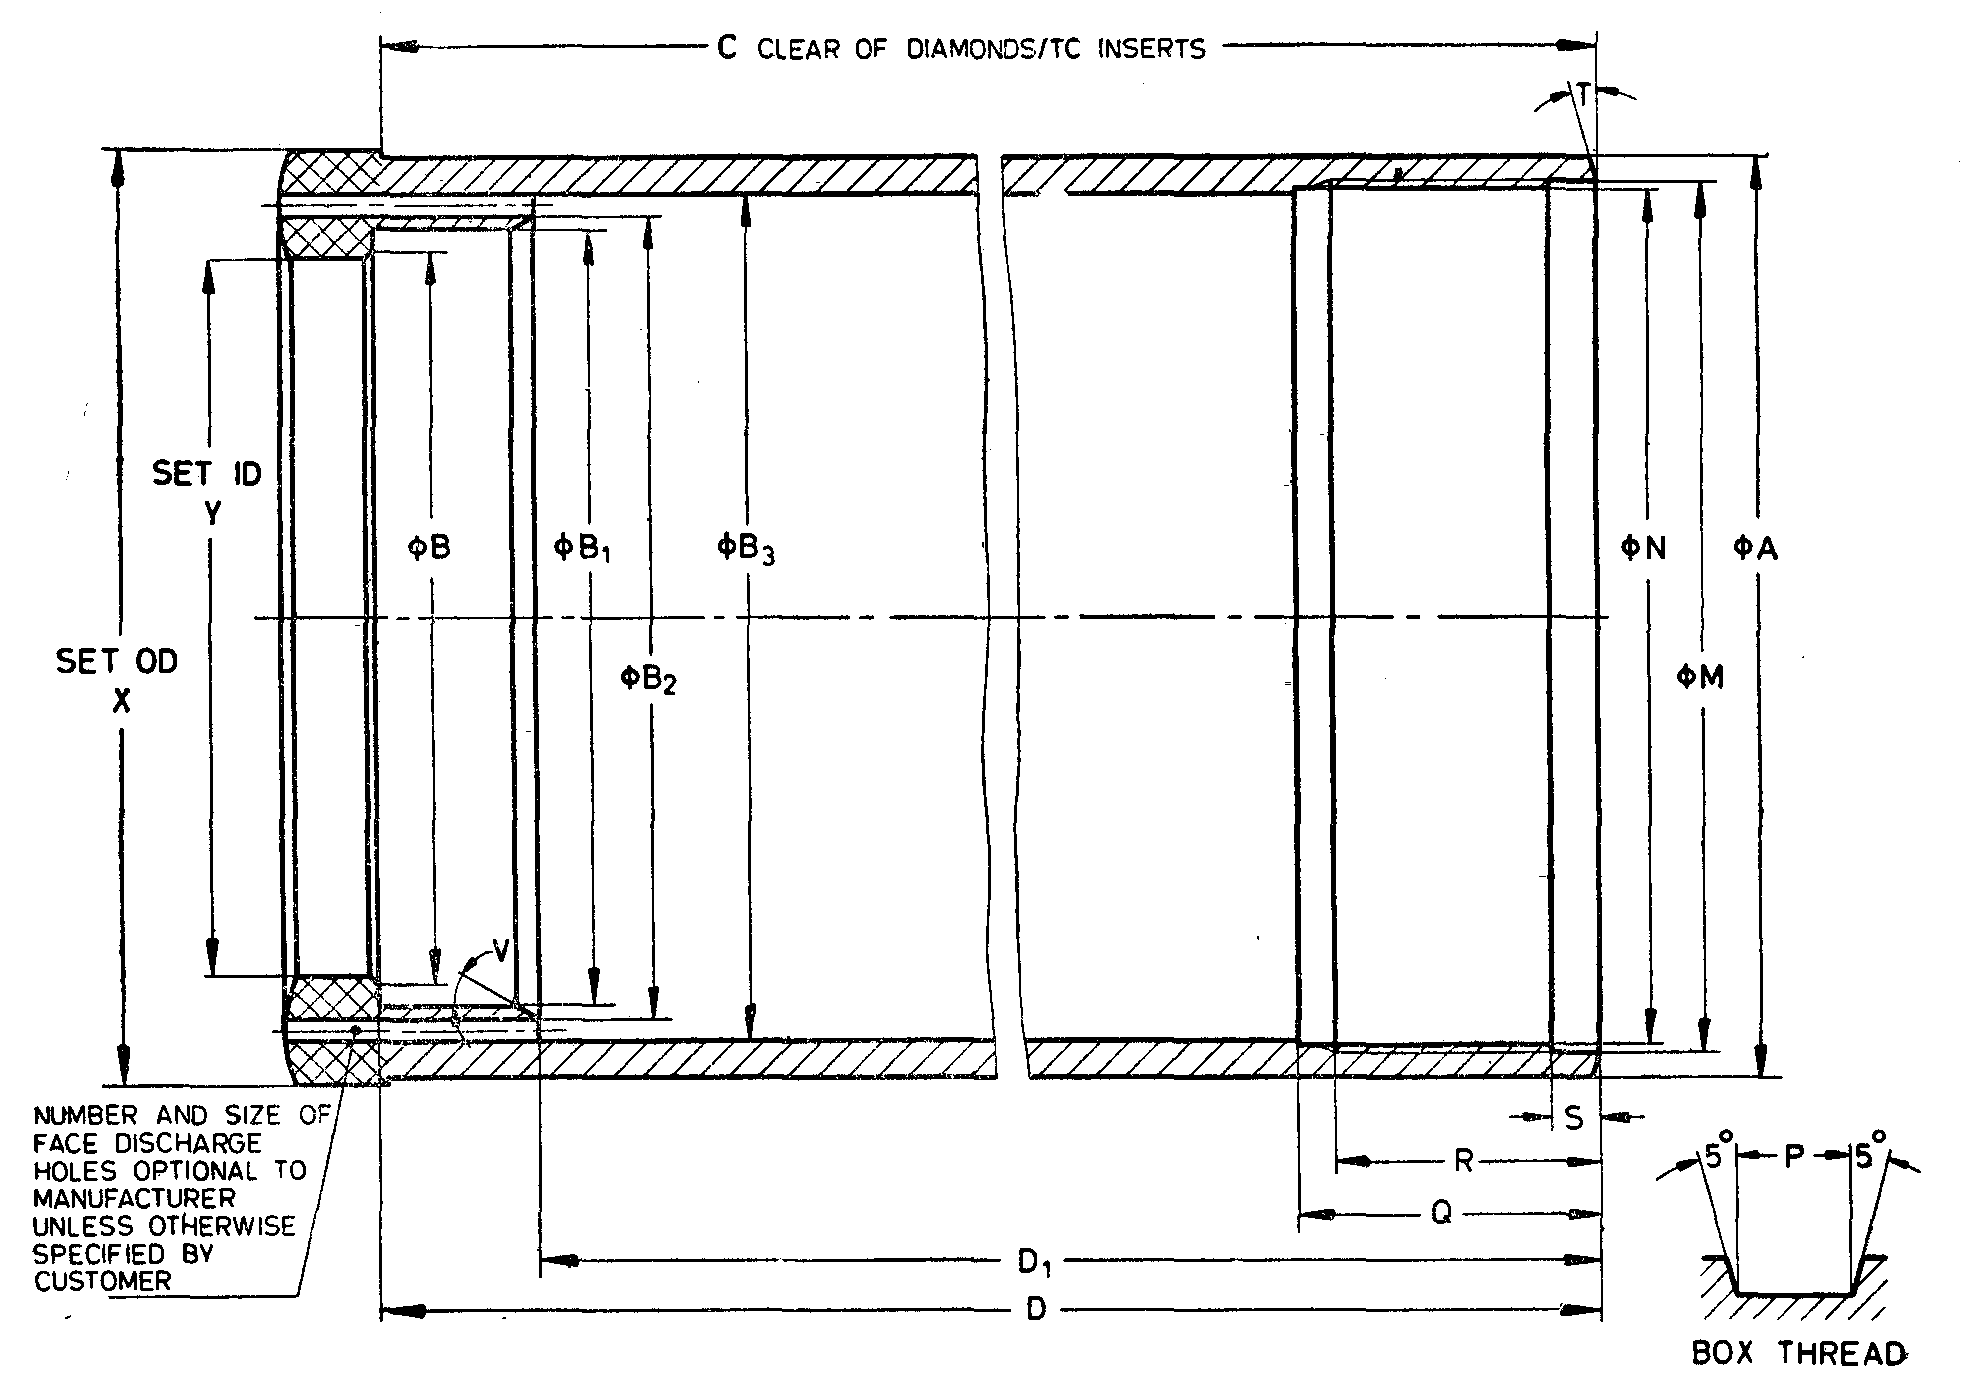 C CLEAR OF DIAMONDS/TC INSERTS
T
SET ID
Y
SET OD
X
ΦB
ΦB₁
ΦB₂
ΦB₃
ΦN
ΦM
ΦA
V
NUMBER AND SIZE OF
FACE DISCHARGE
HOLES OPTIONAL TO
MANUFACTURER
UNLESS OTHERWISE
SPECIFIED BY
CUSTOMER
S
R
Q
D₁
D
5° P 5°
BOX THREAD